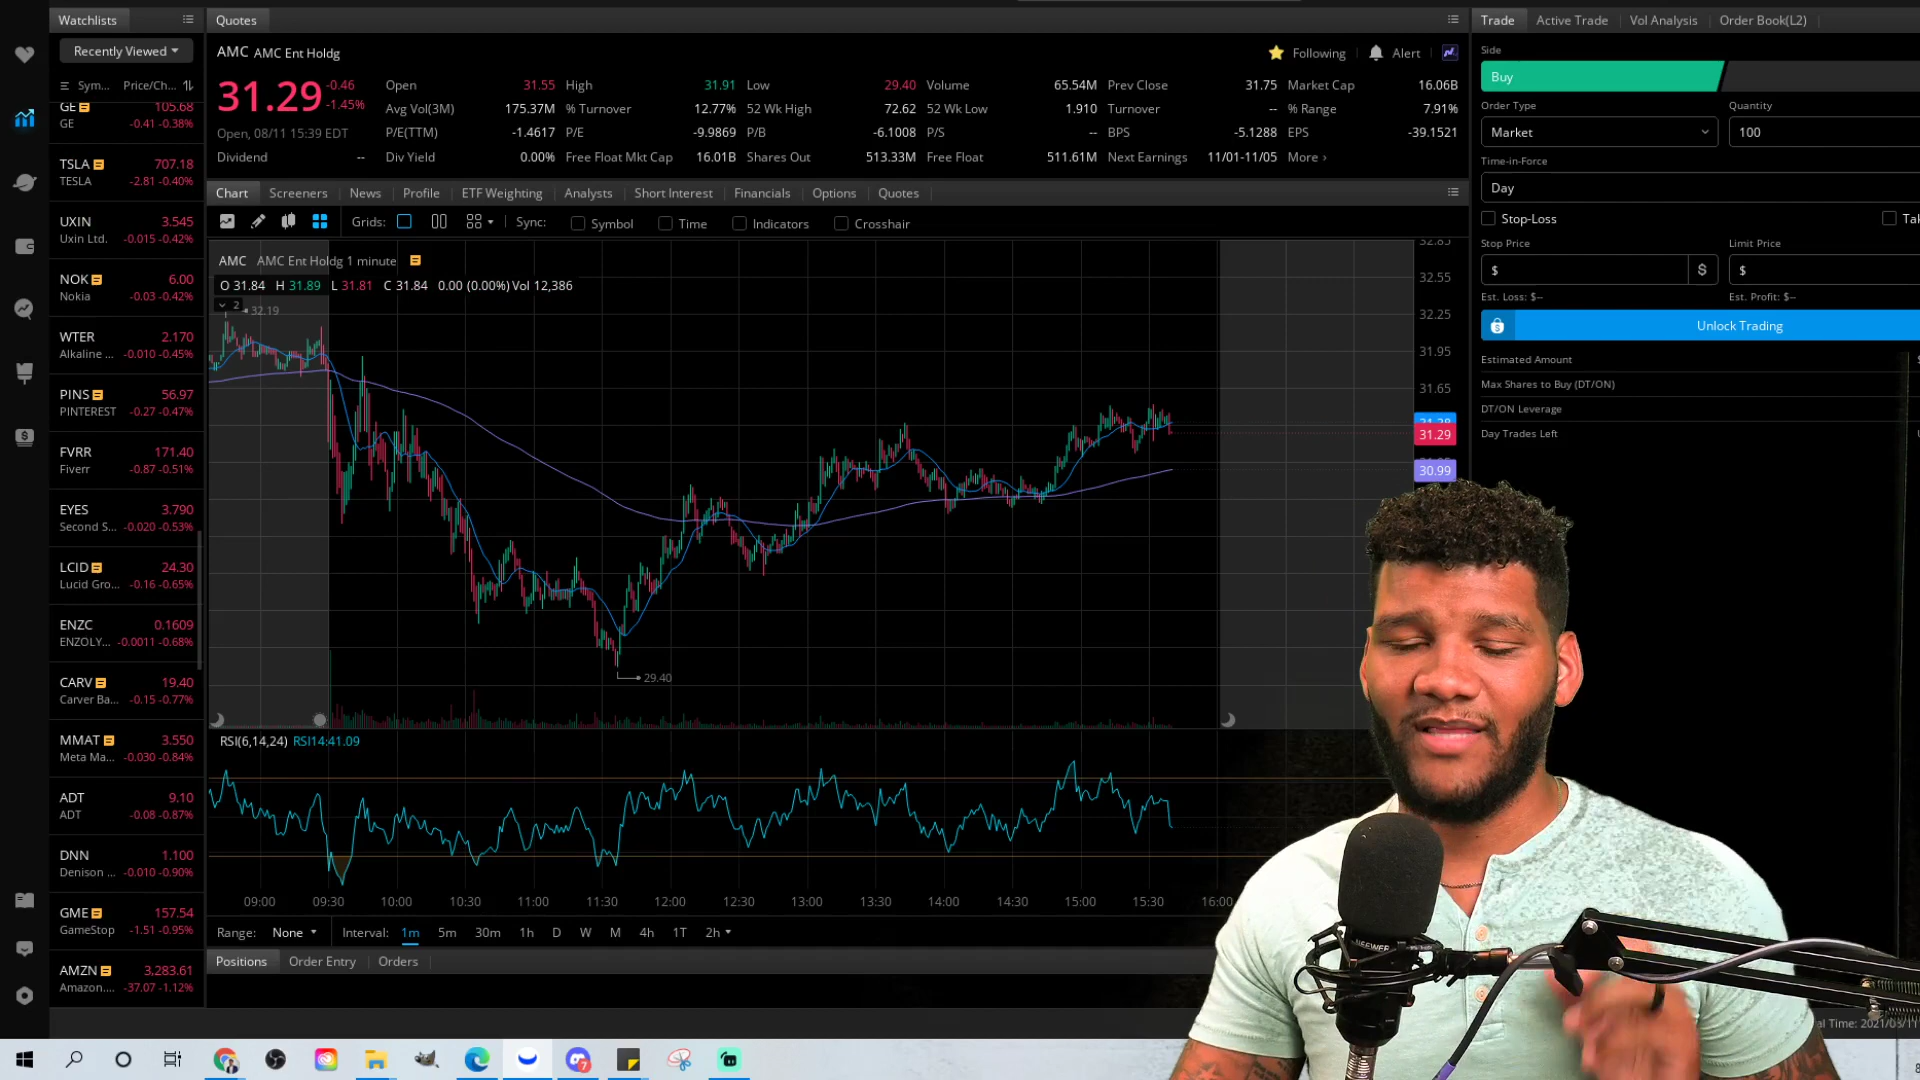 Watchlists
Quotes
Trade Active Trade Vol Analysis Order Book(L2)
Recently Viewed
Sym... Price/Ch...
GE 105.68
GE -0.41 -0.38%
TSLA 707.18
TESLA -2.81 -0.40%
UXIN 3.545
Uxin Ltd. -0.015 -0.42%
NOK 6.00
Nokia -0.03 -0.42%
WTER 2.170
Alkaline ... -0.010 -0.45%
PINS 56.97
PINTEREST -0.27 -0.47%
FVRR 171.40
Fiverr -0.87 -0.51%
EYES 3.790
Second S... -0.020 -0.53%
LCID 24.30
Lucid Gro... -0.16 -0.65%
ENZC 0.1609
ENZOLY... -0.0011 -0.68%
CARV 19.40
Carver Ba... -0.15 -0.77%
MMAT 3.550
Meta Ma... -0.030 -0.84%
ADT 9.10
ADT -0.08 -0.87%
DNN 1.100
Denison ... -0.010 -0.90%
GME 157.54
GameStop -1.51 -0.95%
AMZN 3,283.61
Amazon.... -37.07 -1.12%
AMC AMC Ent Holdg
Following Alert
31.29 -0.46 -1.45%
Open, 08/11 15:39 EDT
Open 31.55 High 31.91 Low 29.40 Volume 65.54M Prev Close 31.75 Market Cap 16.06B
Avg Vol(3M) 175.37M % Turnover 12.77% 52 Wk High 72.62 52 Wk Low 1.910 Turnover -- % Range 7.91%
P/E(TTM) -1.4617 P/E -9.9869 P/B -6.1008 P/S -- BPS -5.1288 EPS -39.1521
Dividend -- Div Yield 0.00% Free Float Mkt Cap 16.01B Shares Out 513.33M Free Float 511.61M Next Earnings 11/01-11/05 More ›
Chart Screeners News Profile ETF Weighting Analysts Short Interest Financials Options Quotes
Grids: Sync: Symbol Time Indicators Crosshair
AMC AMC Ent Holdg 1 minute
O 31.84 H 31.89 L 31.81 C 31.84 0.00 (0.00%) Vol 12,386
2
32.19
29.40
32.85
32.55
32.25
31.95
31.65
31.29
30.99
RSI(6,14,24) RSI14:41.09
09:00 09:30 10:00 10:30 11:00 11:30 12:00 12:30 13:00 13:30 14:00 14:30 15:00 15:30 16:00
Range: None Interval: 1m 5m 30m 1h D W M 4h 1T 2h
Positions Order Entry Orders
Side
Buy
Order Type Quantity
Market 100
Time-in-Force
Day
Stop-Loss
Stop Price Limit Price
$ $ $
Est. Loss: $-- Est. Profit: $--
Unlock Trading
Estimated Amount
Max Shares to Buy (DT/ON)
DT/ON Leverage
Day Trades Left
7